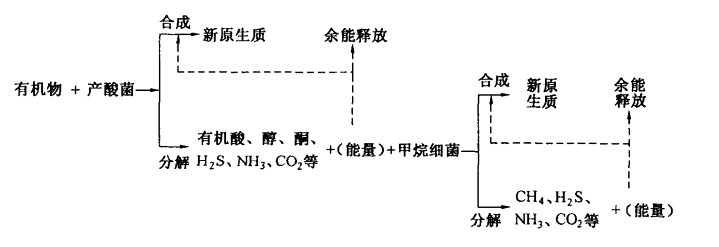 合成
新原生质
余能释放
有机物 + 产酸菌
分解
有机酸、醇、酮、
H₂S、NH₃、CO₂等
+(能量)+甲烷细菌
合成
新原
生质
余能
释放
分解
CH₄、H₂S、
NH₃、CO₂等
+(能量)